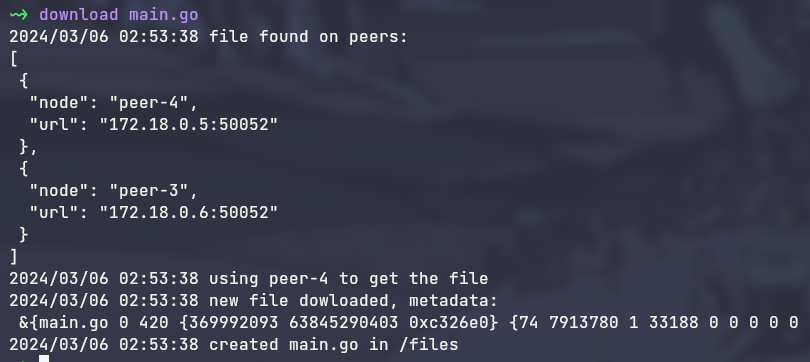 ~> download main.go
2024/03/06 02:53:38 file found on peers:
[
 {
  "node": "peer-4",
  "url": "172.18.0.5:50052"
 },
 {
  "node": "peer-3",
  "url": "172.18.0.6:50052"
 }
]
2024/03/06 02:53:38 using peer-4 to get the file
2024/03/06 02:53:38 new file dowloaded, metadata:
 &{main.go 0 420 {369992093 63845290403 0xc326e0} {74 7913780 1 33188 0 0 0 0 0
2024/03/06 02:53:38 created main.go in /files